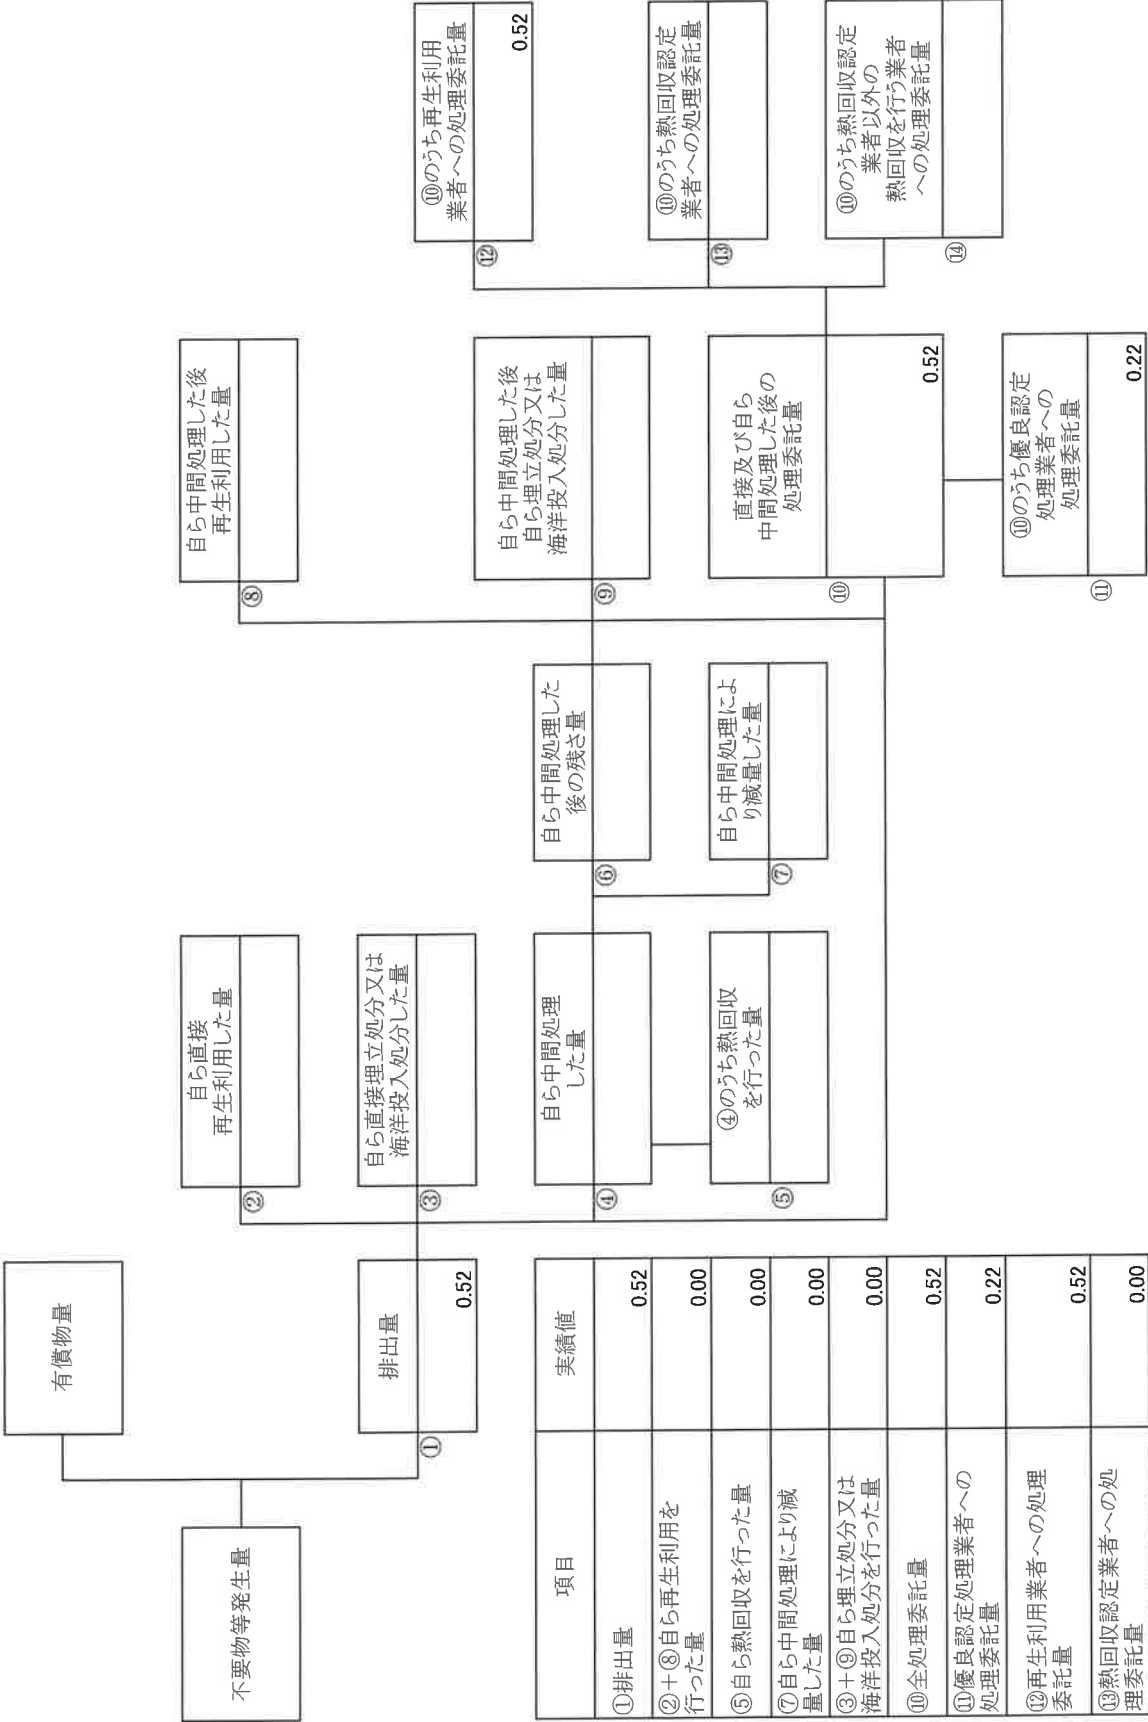 不要物等発生量
有償物量
①
排出量
0.52
②
自ら直接
再生利用した量
③
自ら直接埋立処分又は
海洋投入処分した量
④
自ら中間処理
した量
⑤
④のうち熱回収
を行った量
⑥
自ら中間処理した
後の残さ量
⑦
自ら中間処理によ
り減量した量
⑧
自ら中間処理した後
再生利用した量
⑨
自ら中間処理した後
自ら埋立処分又は
海洋投入処分した量
⑩
直接及び自ら
中間処理した後の
処理委託量
0.52
⑪
⑩のうち優良認定
処理業者への
処理委託量
0.22
⑫
⑩のうち再生利用
業者への処理委託量
0.52
⑬
⑩のうち熱回収認定
業者への処理委託量
⑭
⑩のうち熱回収認定
業者以外の
熱回収を行う業者
への処理委託量
項目 実績値
①排出量 0.52
②+⑧自ら再生利用を
行った量 0.00
⑤自ら熱回収を行った量 0.00
⑦自ら中間処理により減
量した量 0.00
③+⑨自ら埋立処分又は
海洋投入処分を行った量 0.00
⑩全処理委託量 0.52
⑪優良認定処理業者への
処理委託量 0.22
⑫再生利用業者への処理
委託量 0.52
⑬熱回収認定業者への処
理委託量 0.00